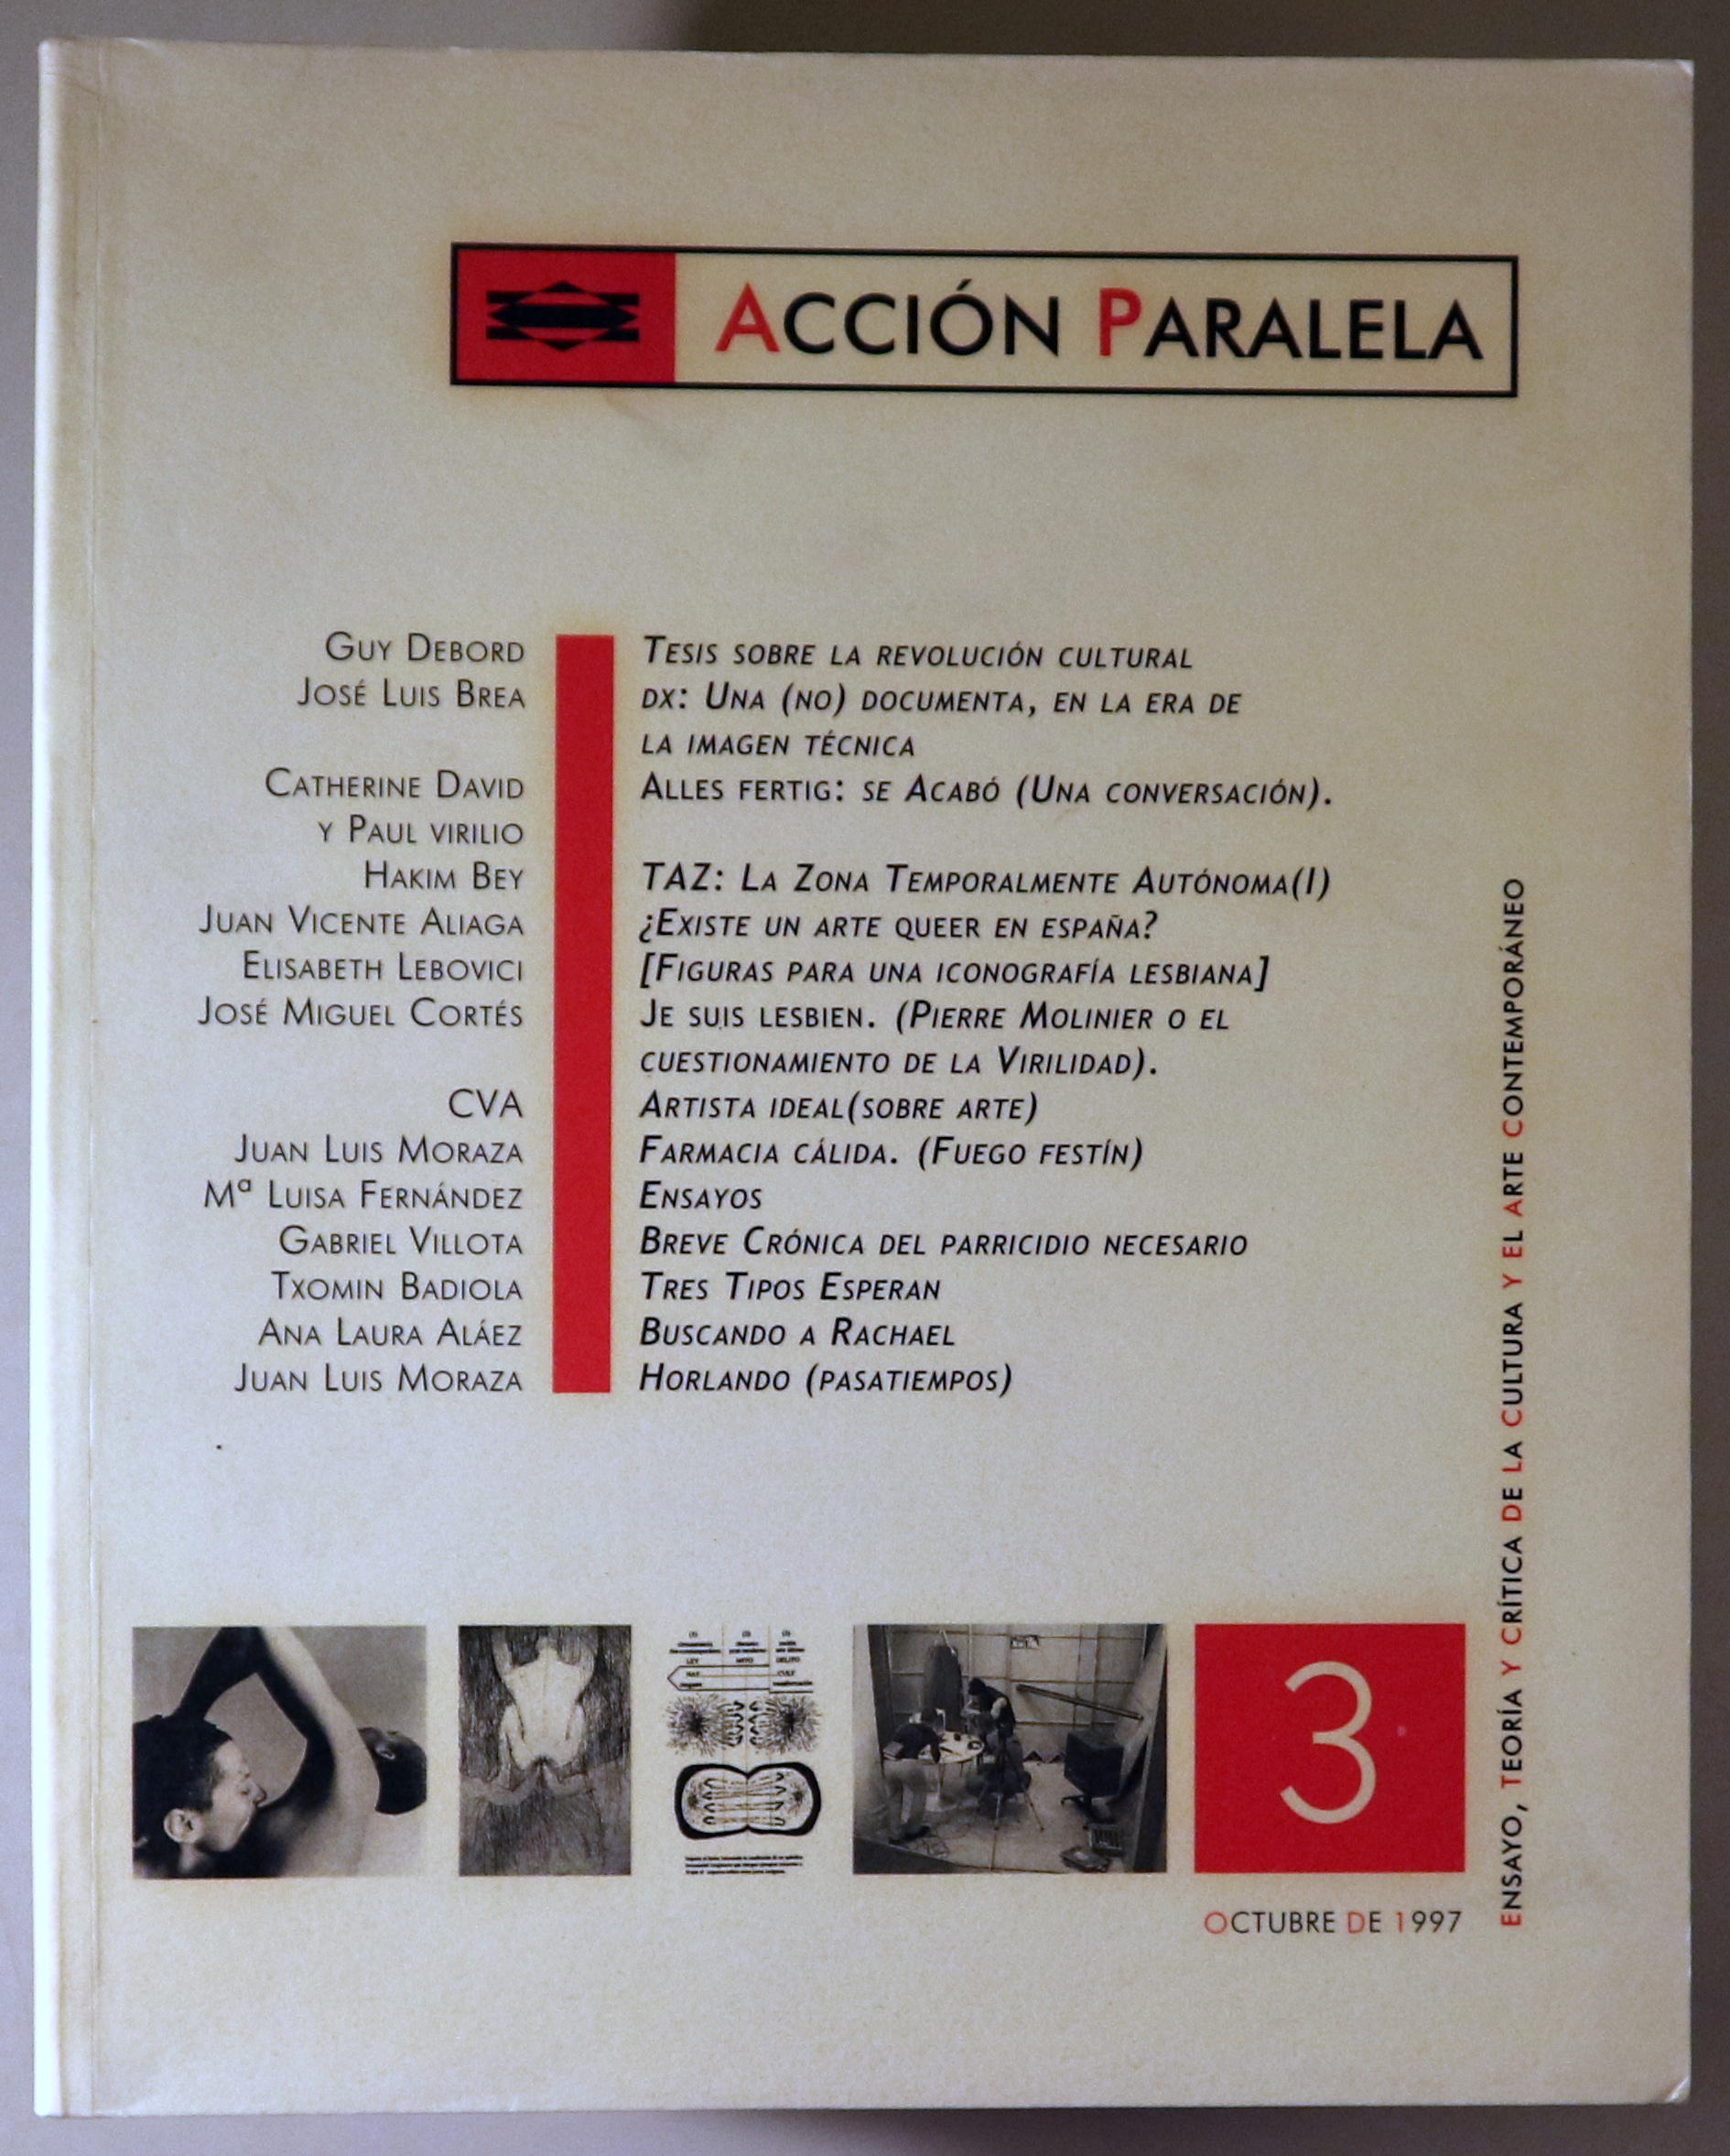 ACCIÓN PARALELA
GUY DEBORD TESIS SOBRE LA REVOLUCIÓN CULTURAL
JOSÉ LUIS BREA DX: UNA (NO) DOCUMENTA, EN LA ERA DE
LA IMAGEN TÉCNICA
CATHERINE DAVID ALLES FERTIG: SE ACABÓ (UNA CONVERSACIÓN).
Y PAUL VIRILIO
HAKIM BEY TAZ: LA ZONA TEMPORALMENTE AUTÓNOMA(I)
JUAN VICENTE ALIAGA ¿EXISTE UN ARTE QUEER EN ESPAÑA?
ELISABETH LEBOVICI [FIGURAS PARA UNA ICONOGRAFÍA LESBIANA]
JOSÉ MIGUEL CORTÉS JE SUIS LESBIEN. (PIERRE MOLINIER O EL
CUESTIONAMIENTO DE LA VIRILIDAD).
CVA ARTISTA IDEAL(SOBRE ARTE)
JUAN LUIS MORAZA FARMACIA CÁLIDA. (FUEGO FESTÍN)
Mª LUISA FERNÁNDEZ ENSAYOS
GABRIEL VILLOTA BREVE CRÓNICA DEL PARRICIDIO NECESARIO
TXOMIN BADIOLA TRES TIPOS ESPERAN
ANA LAURA ALÁEZ BUSCANDO A RACHAEL
JUAN LUIS MORAZA HORLANDO (PASATIEMPOS)
ENSAYO, TEORÍA Y CRÍTICA DE LA CULTURA Y EL ARTE CONTEMPORÁNEO
(1) (2) (3)
LEY MITO DELITO
3
OCTUBRE DE 1997